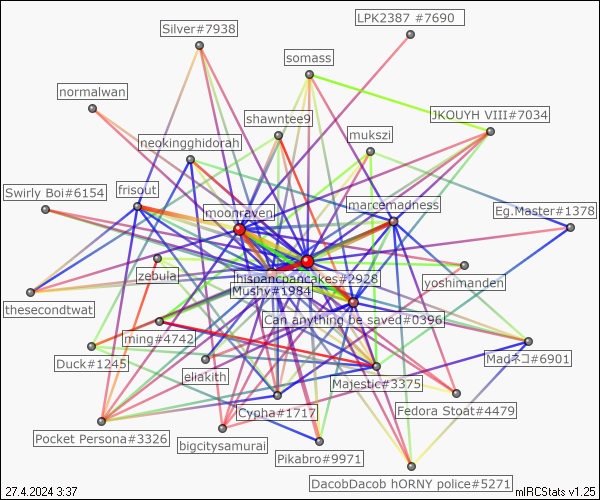 LPK2387 #7690
Silver#7938
somass
normalwan
shawntee9
JKOUYH VIII#7034
mukszi
neokingghidorah
Swirly Boi#6154
frisout
marcemadness
moonraven
Eg.Master#1378
zebula
hispancpancakes#2928
yoshimanden
Mushy#1984
thesecondtwat
Can anything be saved#0396
ming#4742
Duck#1245
Madネコ#6901
eliakith
Majestic#3375
Cypha#1717
Fedora Stoat#4479
Pocket Persona#3326
bigcitysamurai
Pikabro#9971
DacobDacob hORNY police#5271
27.4.2024 3:37
mIRCStats v1.25